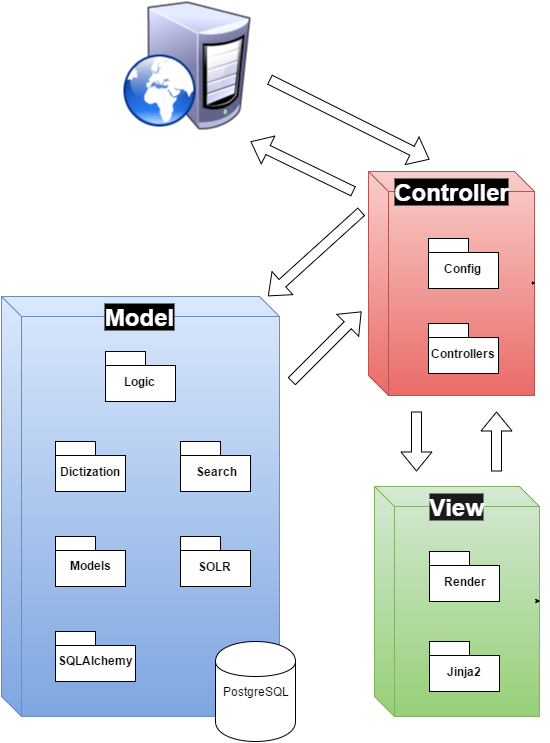 Controller
Config
Controllers
Model
Logic
Dictization
Search
Models
SOLR
SQLAlchemy
PostgreSQL
View
Render
Jinja2